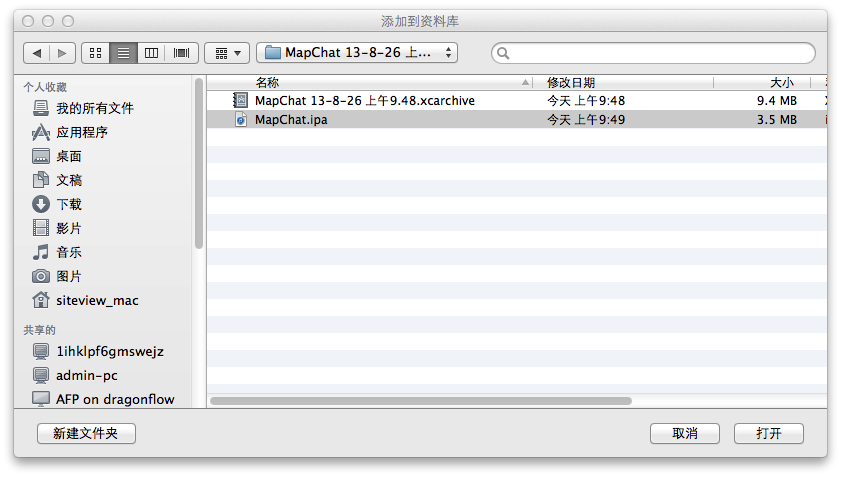 添加到资料库
MapChat 13-8-26 上...
个人收藏
我的所有文件
应用程序
桌面
文稿
下载
影片
音乐
图片
siteview_mac
共享的
1ihklpf6gmswejz
admin-pc
AFP on dragonflow
名称 修改日期 大小
MapChat 13-8-26 上午9.48.xcarchive 今天 上午9:48 9.4 MB
MapChat.ipa 今天 上午9:49 3.5 MB
新建文件夹
取消
打开